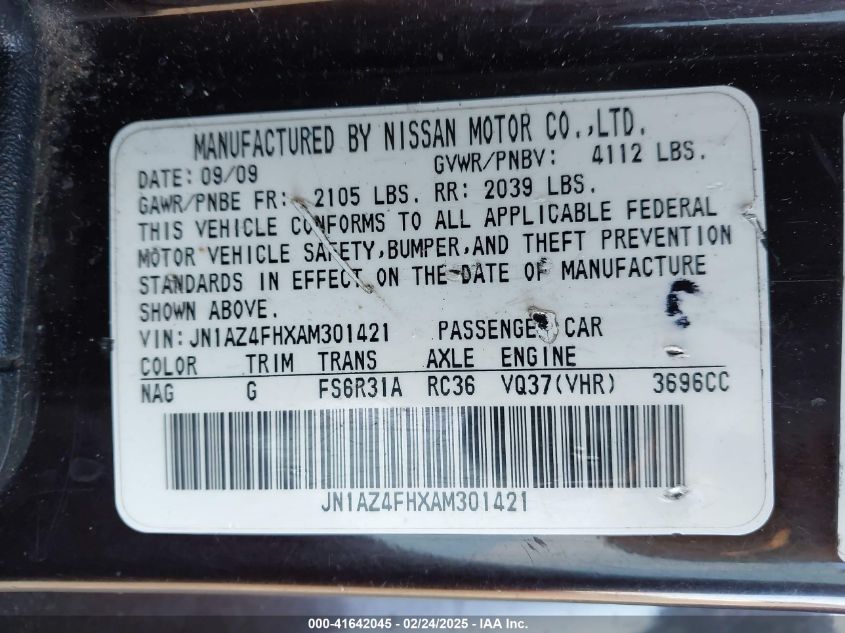 MANUFACTURED BY NISSAN MOTOR CO.,LTD.
DATE: 09/09 GVWR/PNBV: 4112 LBS.
GAWR/PNBE FR: 2105 LBS. RR: 2039 LBS.
THIS VEHICLE CONFORMS TO ALL APPLICABLE FEDERAL
MOTOR VEHICLE SAFETY,BUMPER,AND THEFT PREVENTION
STANDARDS IN EFFECT ON THE DATE OF MANUFACTURE
SHOWN ABOVE.
VIN: JN1AZ4FHXAM301421 PASSENGER CAR
COLOR TRIM TRANS AXLE ENGINE
NAG G FS6R31A RC36 VQ37(VHR) 3696CC
JN1AZ4FHXAM301421
000-41642045 - 02/24/2025 - IAA Inc.